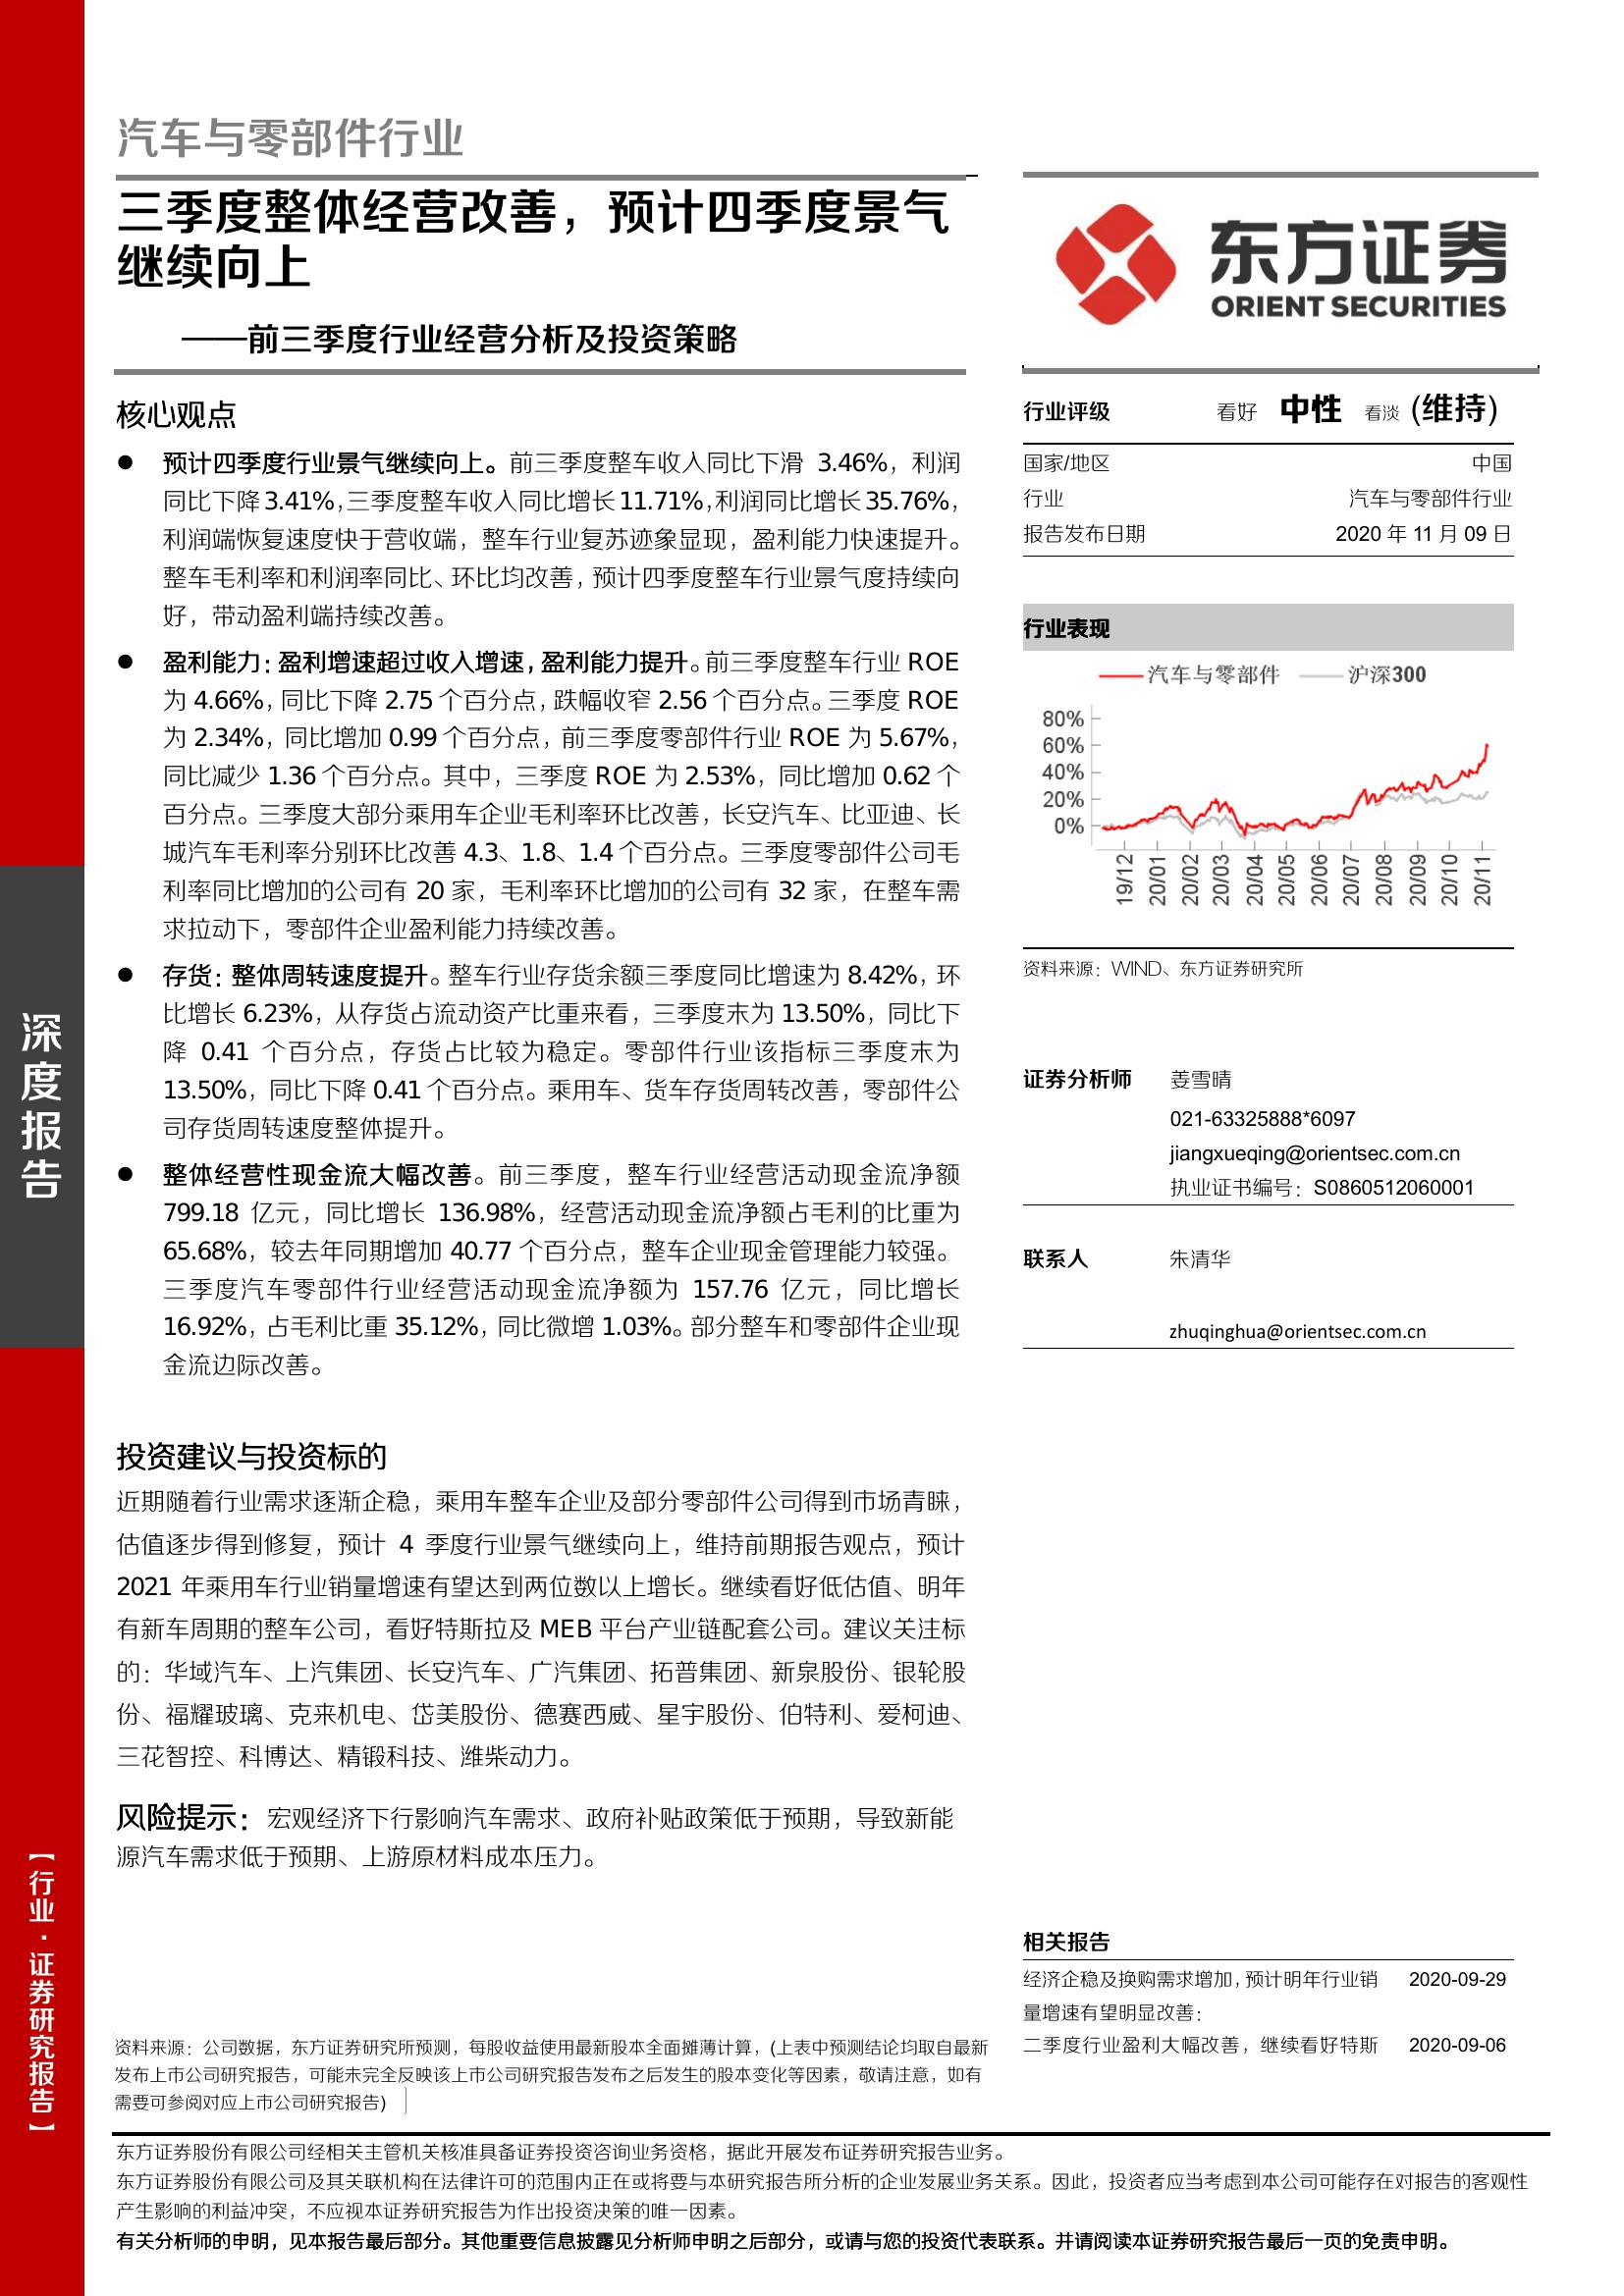 汽车与零部件行业
三季度整体经营改善，预计四季度景气
继续向上
——前三季度行业经营分析及投资策略
核心观点
● 预计四季度行业景气继续向上。前三季度整车收入同比下滑 3.46%，利润
同比下降 3.41%，三季度整车收入同比增长 11.71%，利润同比增长 35.76%，
利润端恢复速度快于营收端，整车行业复苏迹象显现，盈利能力快速提升。
整车毛利率和利润率同比、环比均改善，预计四季度整车行业景气度持续向
好，带动盈利端持续改善。
● 盈利能力：盈利增速超过收入增速，盈利能力提升。前三季度整车行业 ROE
为 4.66%，同比下降 2.75 个百分点，跌幅收窄 2.56 个百分点。三季度 ROE
为 2.34%，同比增加 0.99 个百分点，前三季度零部件行业 ROE 为 5.67%，
同比减少 1.36 个百分点。其中，三季度 ROE 为 2.53%，同比增加 0.62 个
百分点。三季度大部分乘用车企业毛利率环比改善，长安汽车、比亚迪、长
城汽车毛利率分别环比改善 4.3、1.8、1.4 个百分点。三季度零部件公司毛
利率同比增加的公司有 20 家，毛利率环比增加的公司有 32 家，在整车需
求拉动下，零部件企业盈利能力持续改善。
● 存货：整体周转速度提升。整车行业存货余额三季度同比增速为 8.42%，环
比增长 6.23%，从存货占流动资产比重来看，三季度末为 13.50%，同比下
降 0.41 个百分点，存货占比较为稳定。零部件行业该指标三季度末为
13.50%，同比下降 0.41 个百分点。乘用车、货车存货周转改善，零部件公
司存货周转速度整体提升。
● 整体经营性现金流大幅改善。前三季度，整车行业经营活动现金流净额
799.18 亿元，同比增长 136.98%，经营活动现金流净额占毛利的比重为
65.68%，较去年同期增加 40.77 个百分点，整车企业现金管理能力较强。
三季度汽车零部件行业经营活动现金流净额为 157.76 亿元，同比增长
16.92%，占毛利比重 35.12%，同比微增 1.03%。部分整车和零部件企业现
金流边际改善。
投资建议与投资标的
近期随着行业需求逐渐企稳，乘用车整车企业及部分零部件公司得到市场青睐，
估值逐步得到修复，预计 4 季度行业景气继续向上，维持前期报告观点，预计
2021 年乘用车行业销量增速有望达到两位数以上增长。继续看好低估值、明年
有新车周期的整车公司，看好特斯拉及 MEB 平台产业链配套公司。建议关注标
的：华域汽车、上汽集团、长安汽车、广汽集团、拓普集团、新泉股份、银轮股
份、福耀玻璃、克来机电、岱美股份、德赛西威、星宇股份、伯特利、爱柯迪、
三花智控、科博达、精锻科技、潍柴动力。
风险提示：宏观经济下行影响汽车需求、政府补贴政策低于预期，导致新能
源汽车需求低于预期、上游原材料成本压力。
资料来源：公司数据，东方证券研究所预测，每股收益使用最新股本全面摊薄计算，(上表中预测结论均取自最新
发布上市公司研究报告，可能未完全反映该上市公司研究报告发布之后发生的股本变化等因素，敬请注意，如有
需要可参阅对应上市公司研究报告)
东方证券
ORIENT SECURITIES
行业评级 看好 中性 看淡 (维持)
国家/地区 中国
行业 汽车与零部件行业
报告发布日期 2020 年 11 月 09 日
行业表现
汽车与零部件 沪深300
80%
60%
40%
20%
0%
19/12 20/01 20/02 20/03 20/04 20/05 20/06 20/07 20/08 20/09 20/10 20/11
资料来源：WIND、东方证券研究所
证券分析师 姜雪晴
021-63325888*6097
jiangxueqing@orientsec.com.cn
执业证书编号：S0860512060001
联系人 朱清华
zhuqinghua@orientsec.com.cn
相关报告
经济企稳及换购需求增加，预计明年行业销 2020-09-29
量增速有望明显改善：
二季度行业盈利大幅改善，继续看好特斯 2020-09-06
东方证券股份有限公司经相关主管机关核准具备证券投资咨询业务资格，据此开展发布证券研究报告业务。
东方证券股份有限公司及其关联机构在法律许可的范围内正在或将要与本研究报告所分析的企业发展业务关系。因此，投资者应当考虑到本公司可能存在对报告的客观性
产生影响的利益冲突，不应视本证券研究报告为作出投资决策的唯一因素。
有关分析师的申明，见本报告最后部分。其他重要信息披露见分析师申明之后部分，或请与您的投资代表联系。并请阅读本证券研究报告最后一页的免责申明。
深度报告
【行业·证券研究报告】